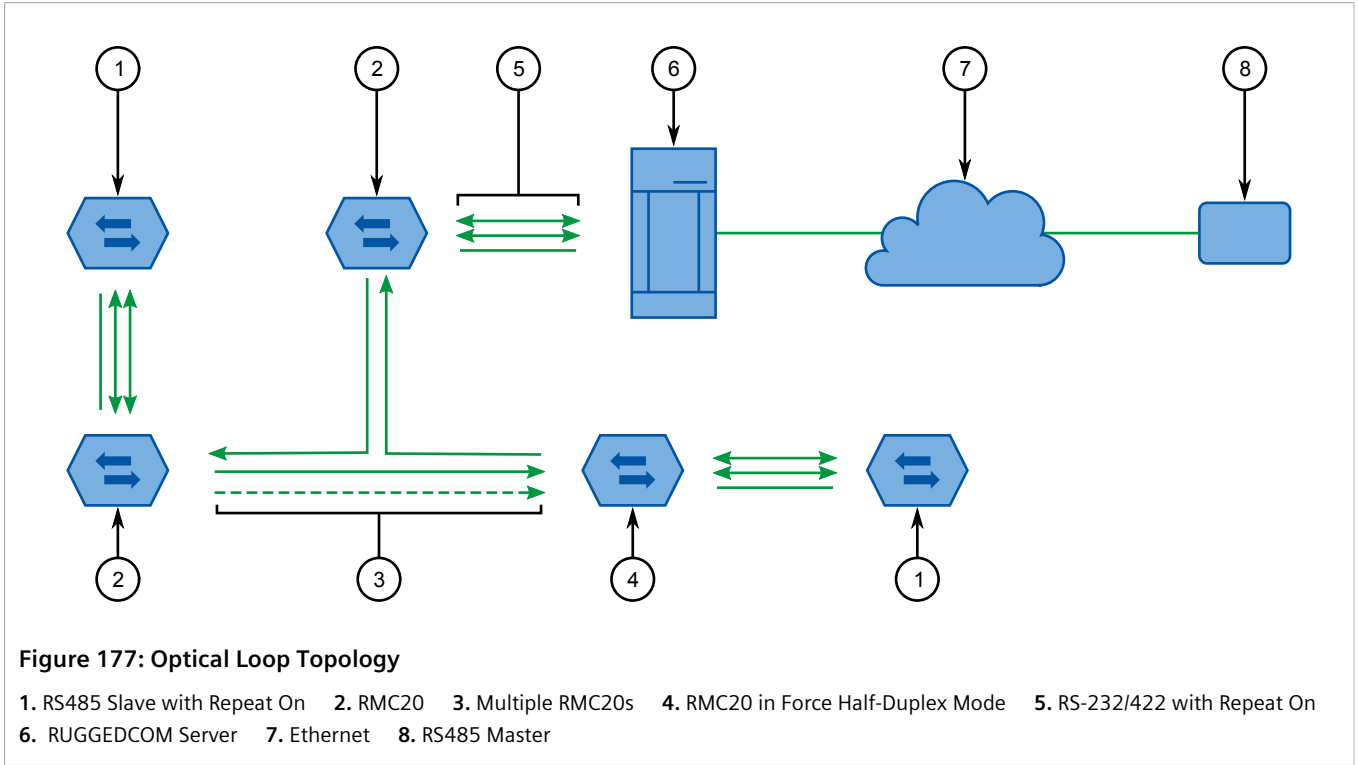 1 2 5 6 7 8
2 3 4 1
Figure 177: Optical Loop Topology
1. RS485 Slave with Repeat On 2. RMC20 3. Multiple RMC20s 4. RMC20 in Force Half-Duplex Mode 5. RS-232/422 with Repeat On
6. RUGGEDCOM Server 7. Ethernet 8. RS485 Master